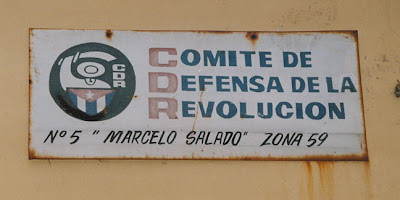 CDR
COMITE DE
DEFENSA DE LA
REVOLUCION
Nº5 "MARCELO SALADO" ZONA 59